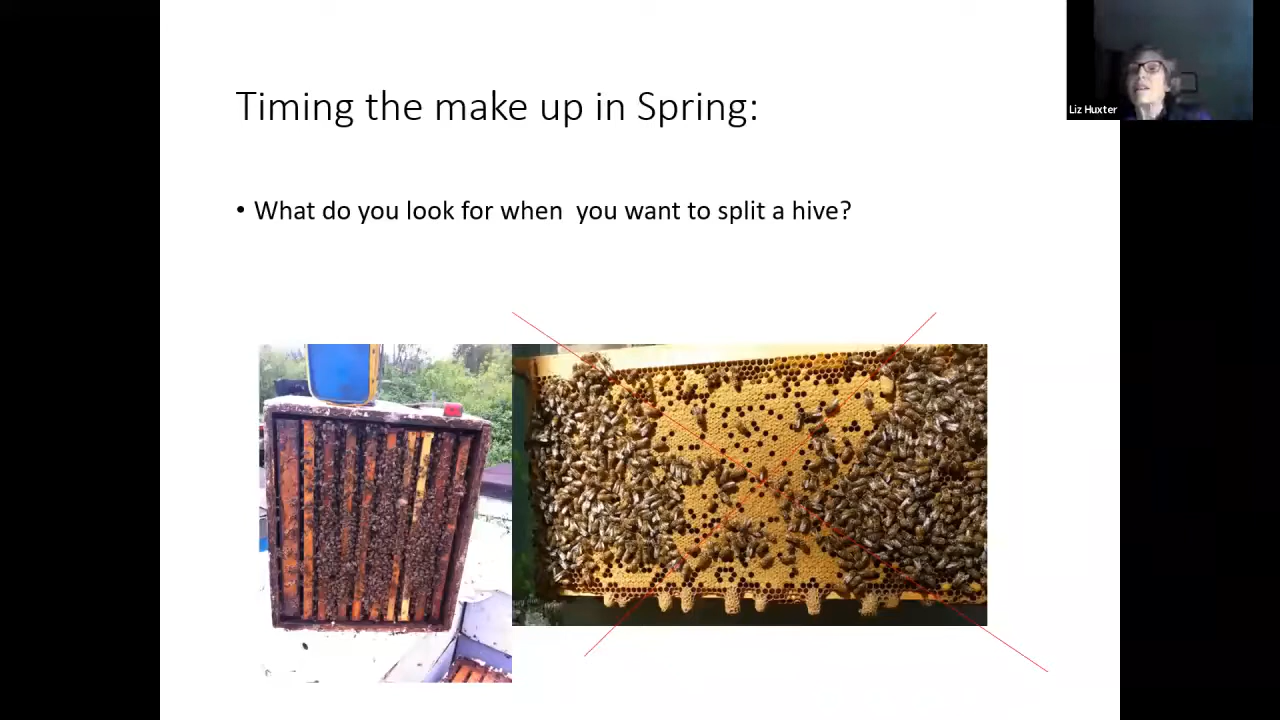 Timing the make up in Spring:
• What do you look for when  you want to split a hive?
Liz Huxter